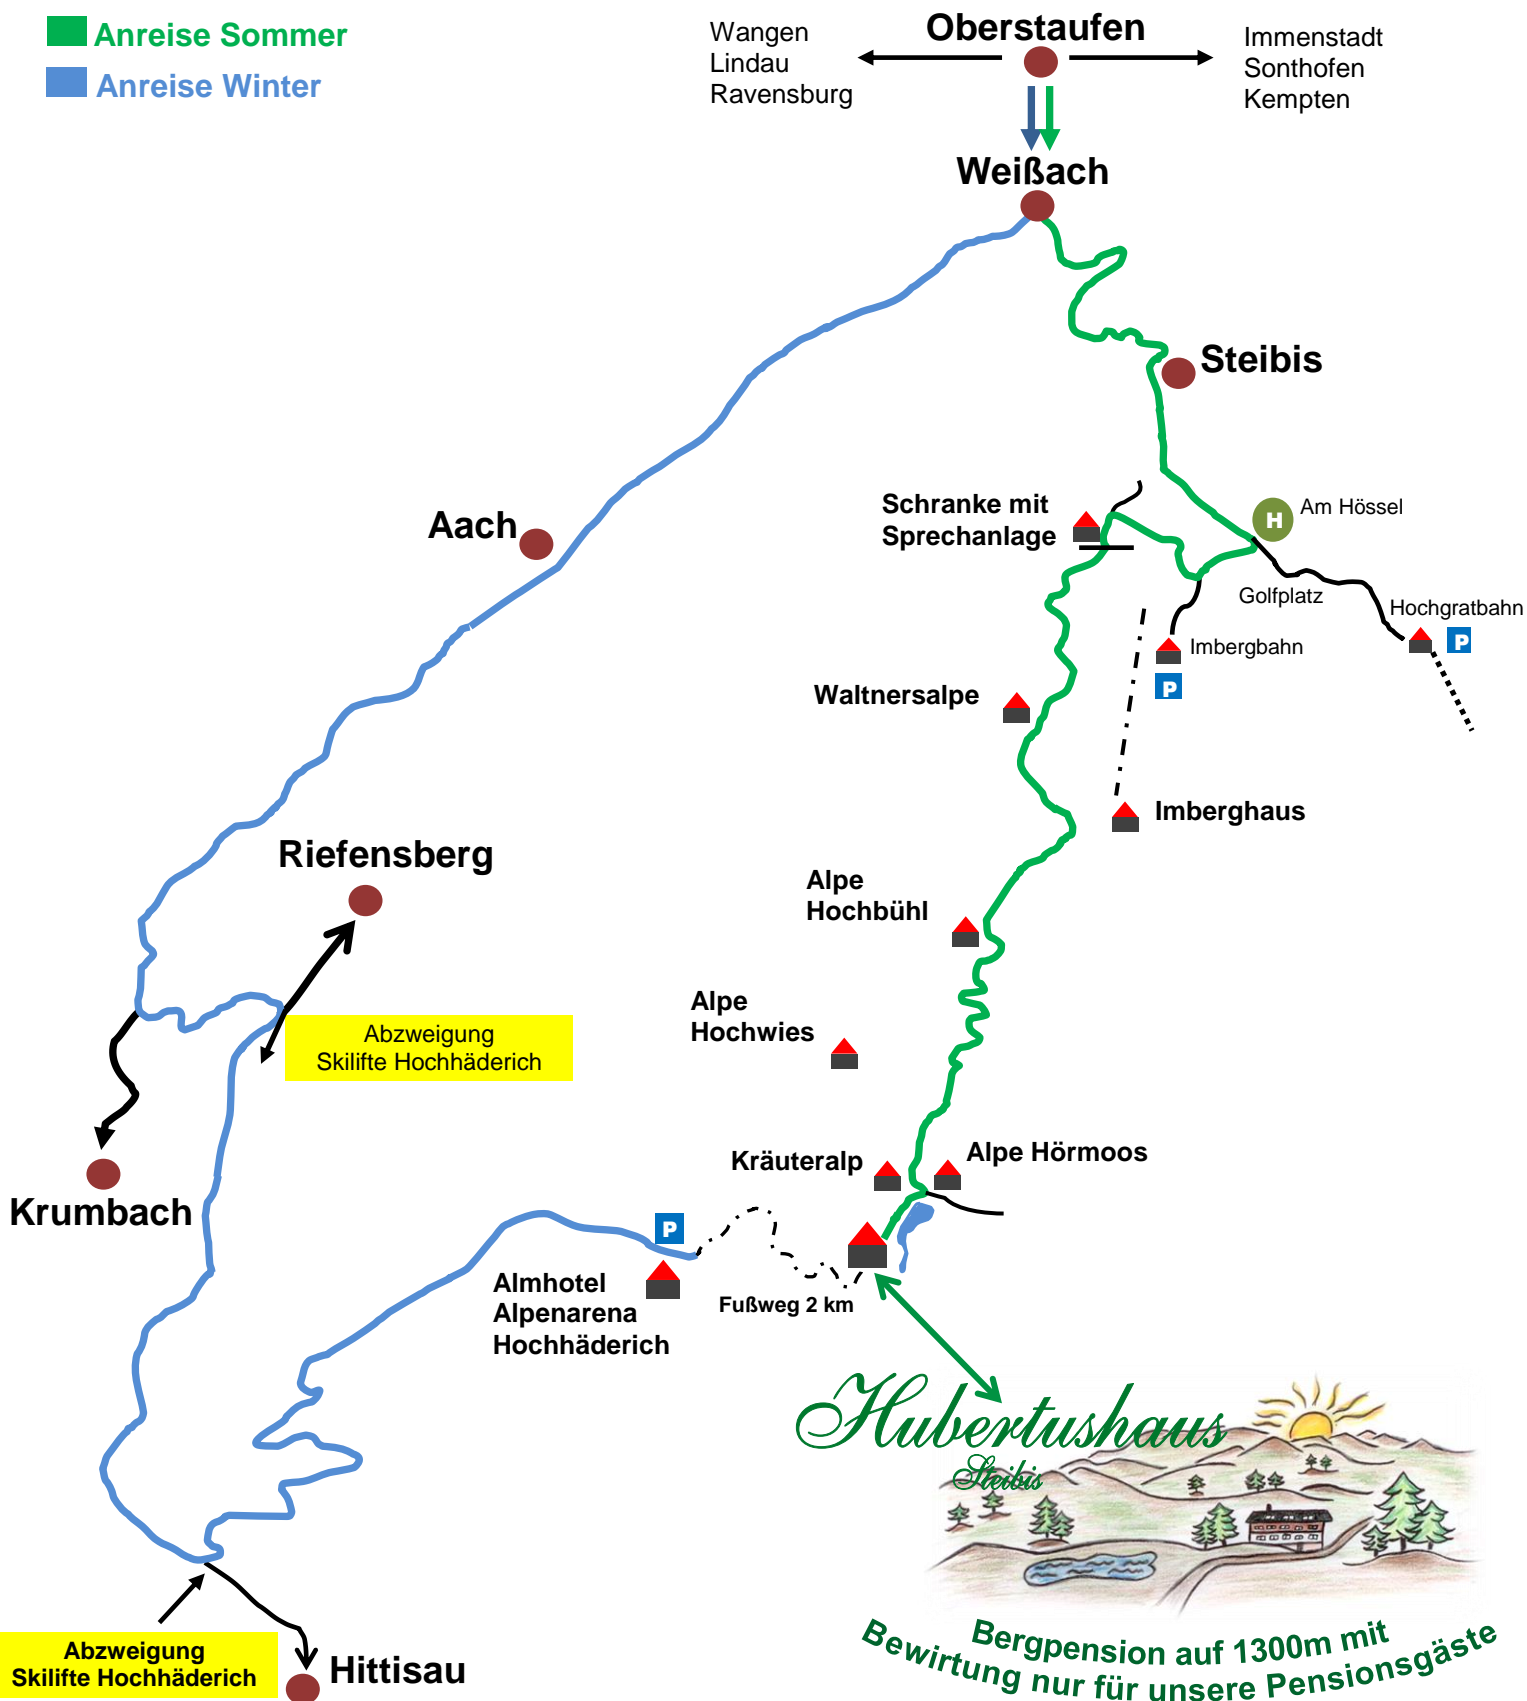 Anreise Sommer
Anreise Winter
Wangen
Lindau
Ravensburg
Oberstaufen
Immenstadt
Sonthofen
Kempten
Weißach
Steibis
Schranke mit
Sprechanlage
H
Am Hössel
Aach
Golfplatz
Hochgratbahn
P
Imbergbahn
P
Waltnersalpe
Imberghaus
Riefensberg
Alpe
Hochbühl
Alpe
Hochwies
Abzweigung
Skilifte Hochhäderich
Kräuteralp
Alpe Hörmoos
Krumbach
P
Almhotel
Alpenarena
Hochhäderich
Fußweg 2 km
Hubertushaus
Steibis
Abzweigung
Skilifte Hochhäderich
Hittisau
Bergpension auf 1300m mit
Bewirtung nur für unsere Pensionsgäste